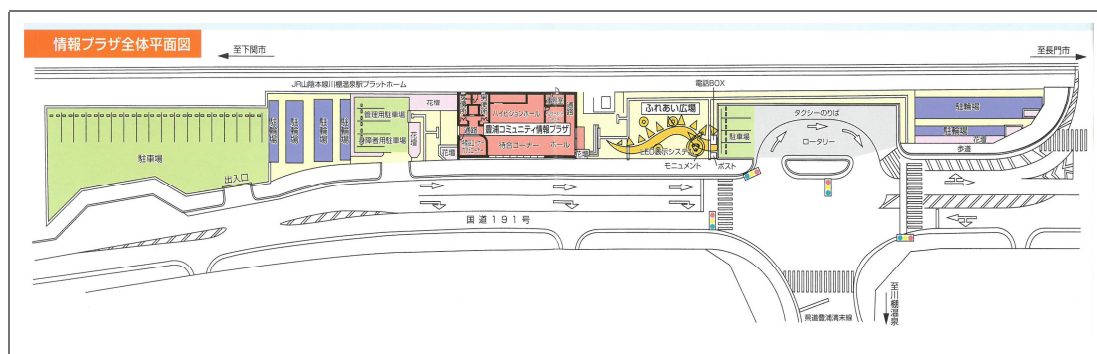 情報プラザ全体平面図
至下関市
至長門市
JR山陰本線川棚温泉駅プラットホーム
電話BOX
花壇
管理用駐車場
身障者用駐車場
花壇
花壇
駐輪場
駐輪場
駐輪場
駐輪場
駐車場
出入口
通路
ハイビジョンホール
通路
豊浦コミュニティ情報プラザ
待合コーナー
ホール
花壇
ふれあい広場
LED表示システム
モニュメント
ポスト
駐車場
タクシーのりば
ロータリー
駐輪場
駐輪場
花壇
歩道
国道191号
県道豊浦清末線
至川棚温泉